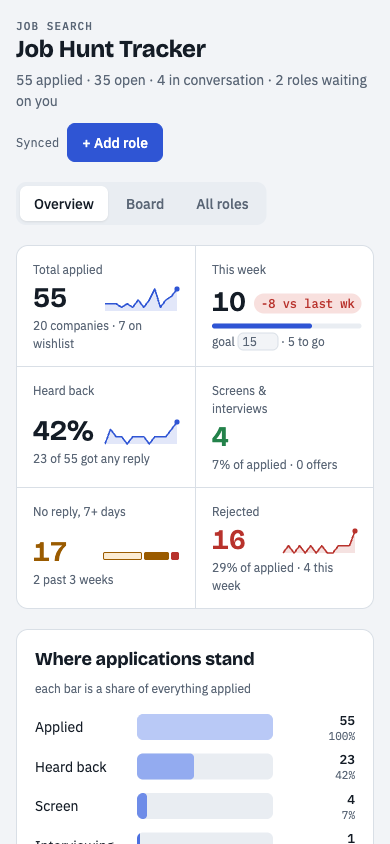 JOB SEARCH
Job Hunt Tracker
55 applied · 35 open · 4 in conversation · 2 roles waiting
on you
Synced
+ Add role
Overview
Board
All roles
Total applied
55
20 companies · 7 on
wishlist
This week
10
-8 vs last wk
goal 15 · 5 to go
Heard back
42%
23 of 55 got any reply
Screens &
interviews
4
7% of applied · 0 offers
No reply, 7+ days
17
2 past 3 weeks
Rejected
16
29% of applied · 4 this
week
Where applications stand
each bar is a share of everything applied
Applied
55
100%
Heard back
23
42%
Screen
4
7%
Interviewing
1